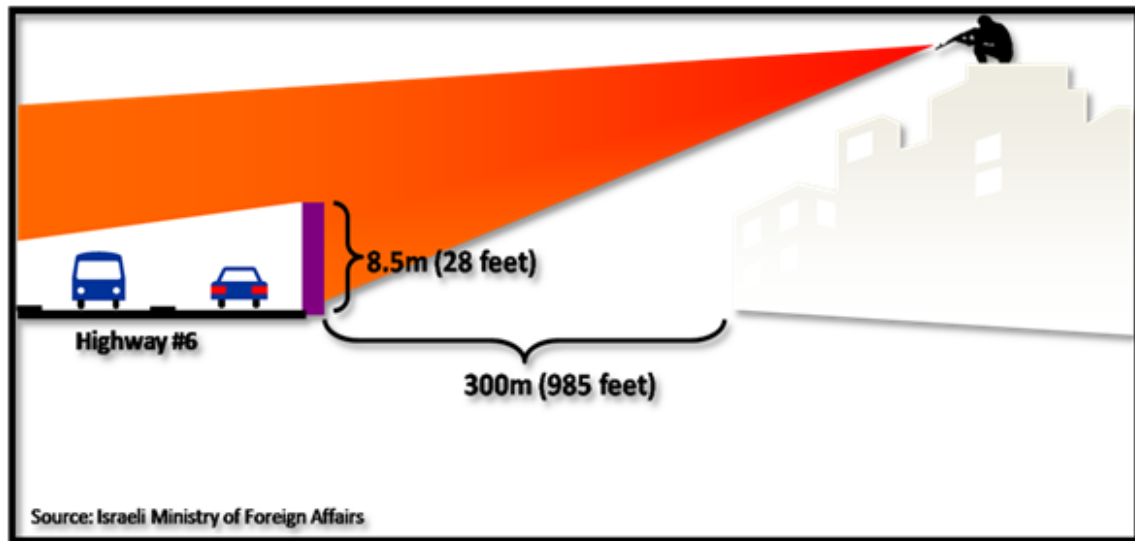 8.5m (28 feet)
Highway #6
300m (985 feet)
Source: Israeli Ministry of Foreign Affairs